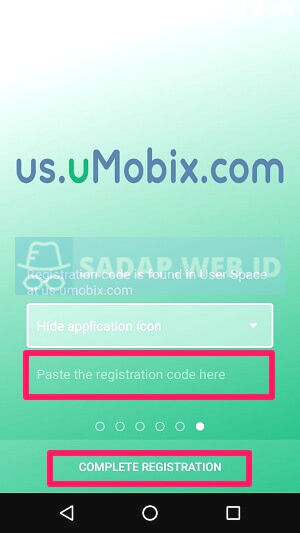 us.uMobix.com
SADAP.WEB.ID
Registration code is found in User Space
at us.umobix.com
Hide application icon
Paste the registration code here
COMPLETE REGISTRATION